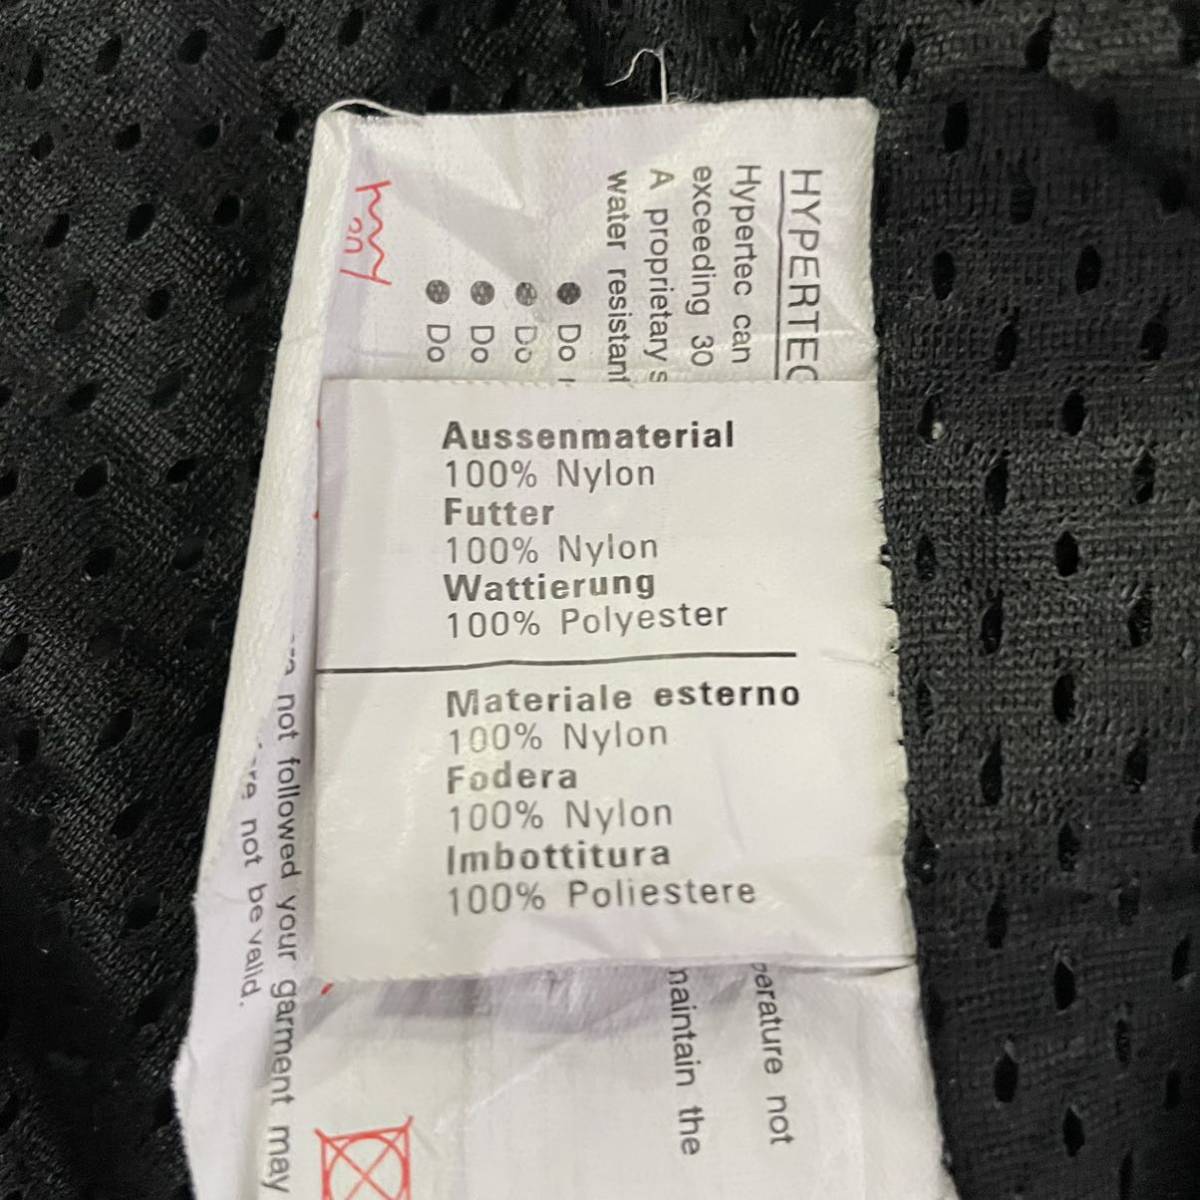 HYPERTEC
Hypertec can
exceeding 30
A proprietary
water resistant
Do
Do
Do
Do
Aussenmaterial
100% Nylon
Futter
100% Nylon
Wattierung
100% Polyester
Materiale esterno
100% Nylon
Fodera
100% Nylon
Imbottitura
100% Poliestere
not
the
not followed your garment may
not be valid.